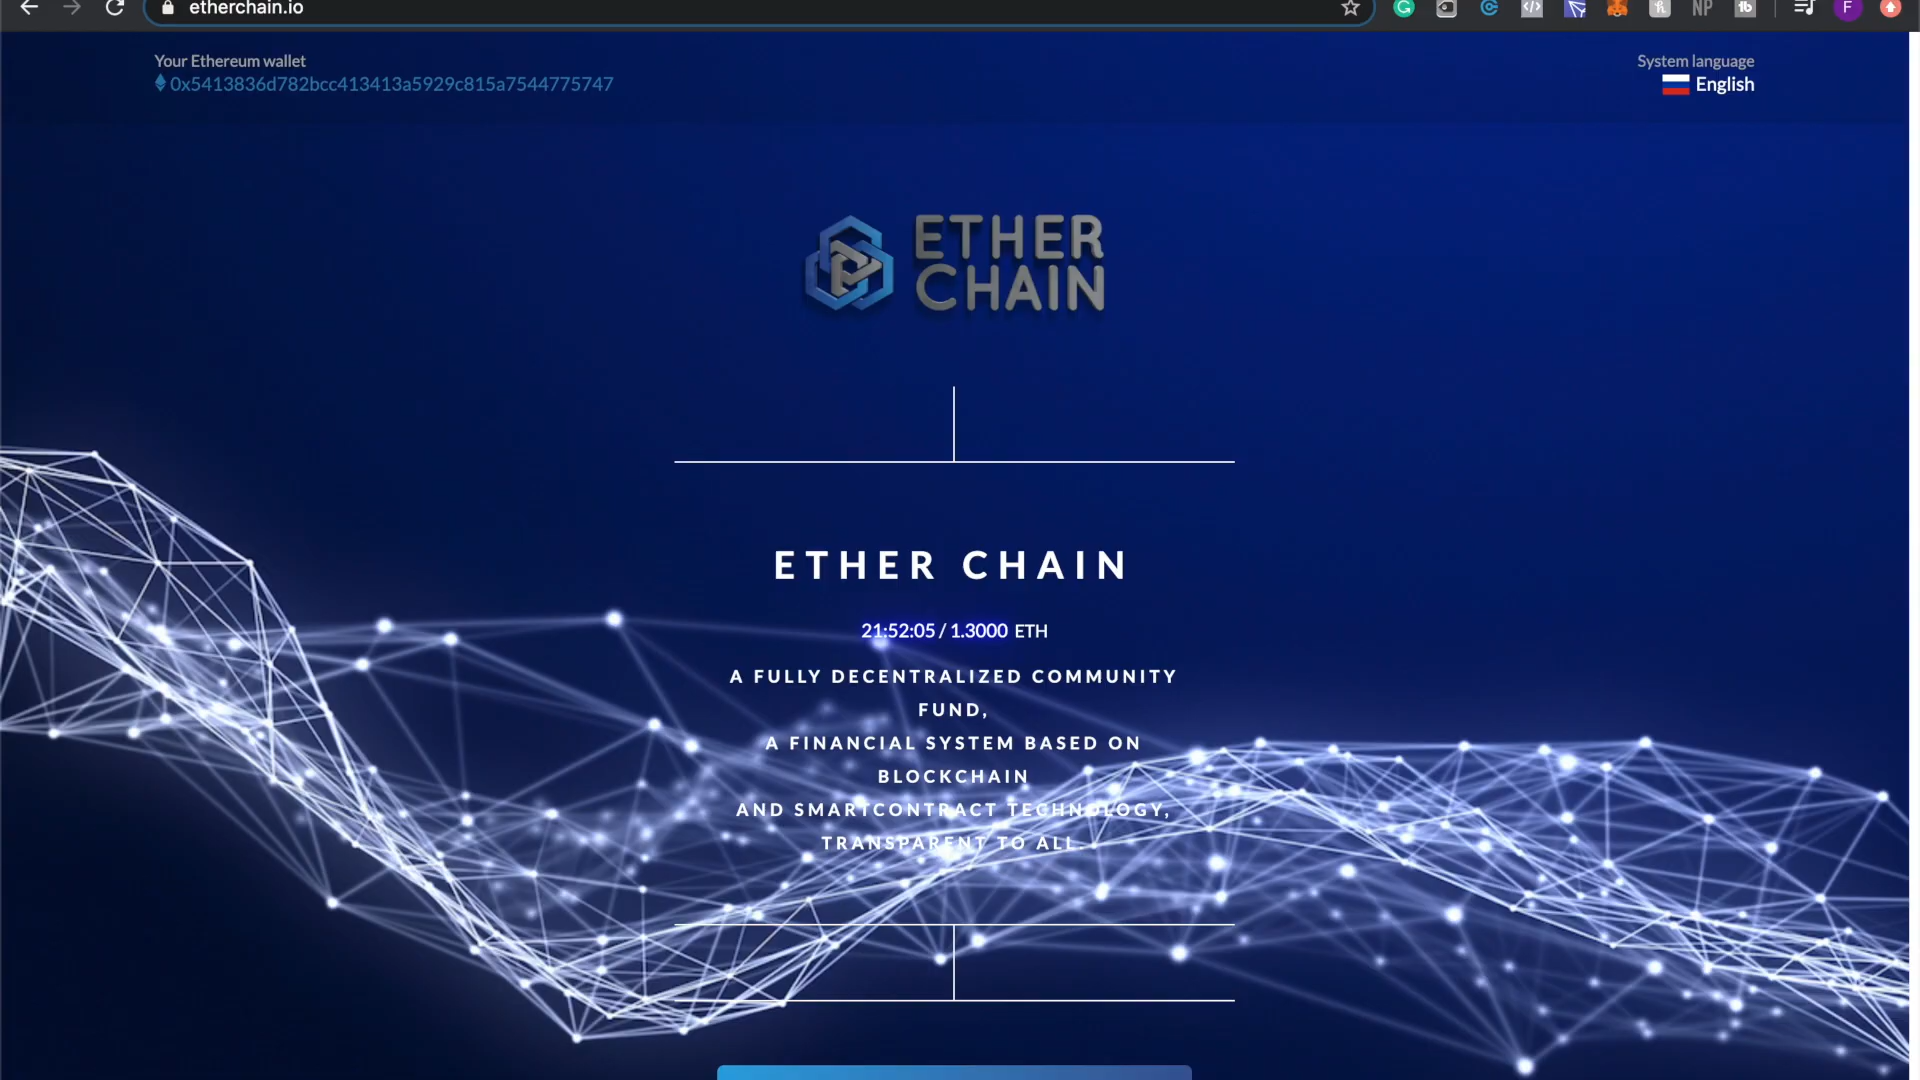 etherchain.io
NP
F
Your Ethereum wallet
0x5413836d782bcc413413a5929c815a7544775747
System language
English
ETHER
CHAIN
ETHER CHAIN
21:52:05 / 1.3000 ETH
A FULLY DECENTRALIZED COMMUNITY
FUND,
A FINANCIAL SYSTEM BASED ON
BLOCKCHAIN
AND SMARTCONTRACT TECHNOLOGY,
TRANSPARENT TO ALL.